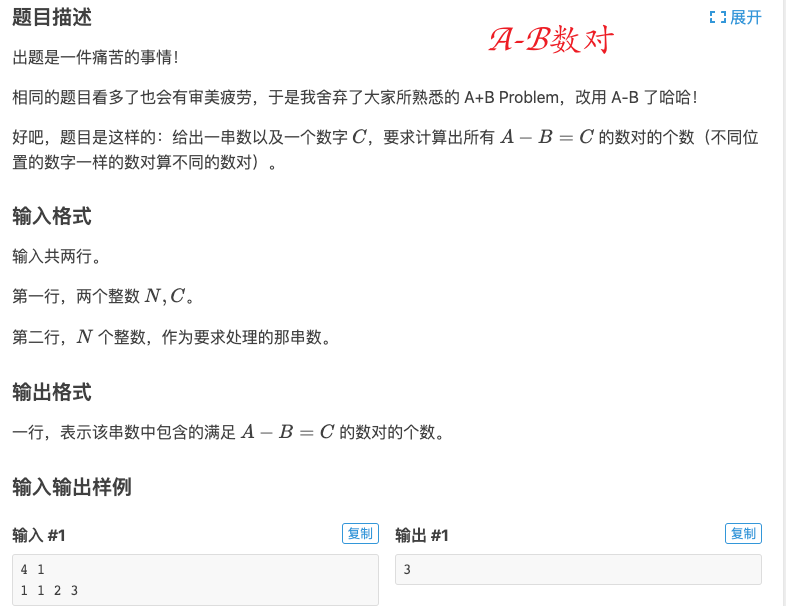 题目描述
展开
A-B数对
出题是一件痛苦的事情！
相同的题目看多了也会有审美疲劳，于是我舍弃了大家所熟悉的 A+B Problem，改用 A-B 了哈哈！
好吧，题目是这样的：给出一串数以及一个数字 C，要求计算出所有 A − B = C 的数对的个数（不同位
置的数字一样的数对算不同的数对）。
输入格式
输入共两行。
第一行，两个整数 N, C。
第二行，N 个整数，作为要求处理的那串数。
输出格式
一行，表示该串数中包含的满足 A − B = C 的数对的个数。
输入输出样例
输入 #1
复制
4 1
1 1 2 3
输出 #1
复制
3